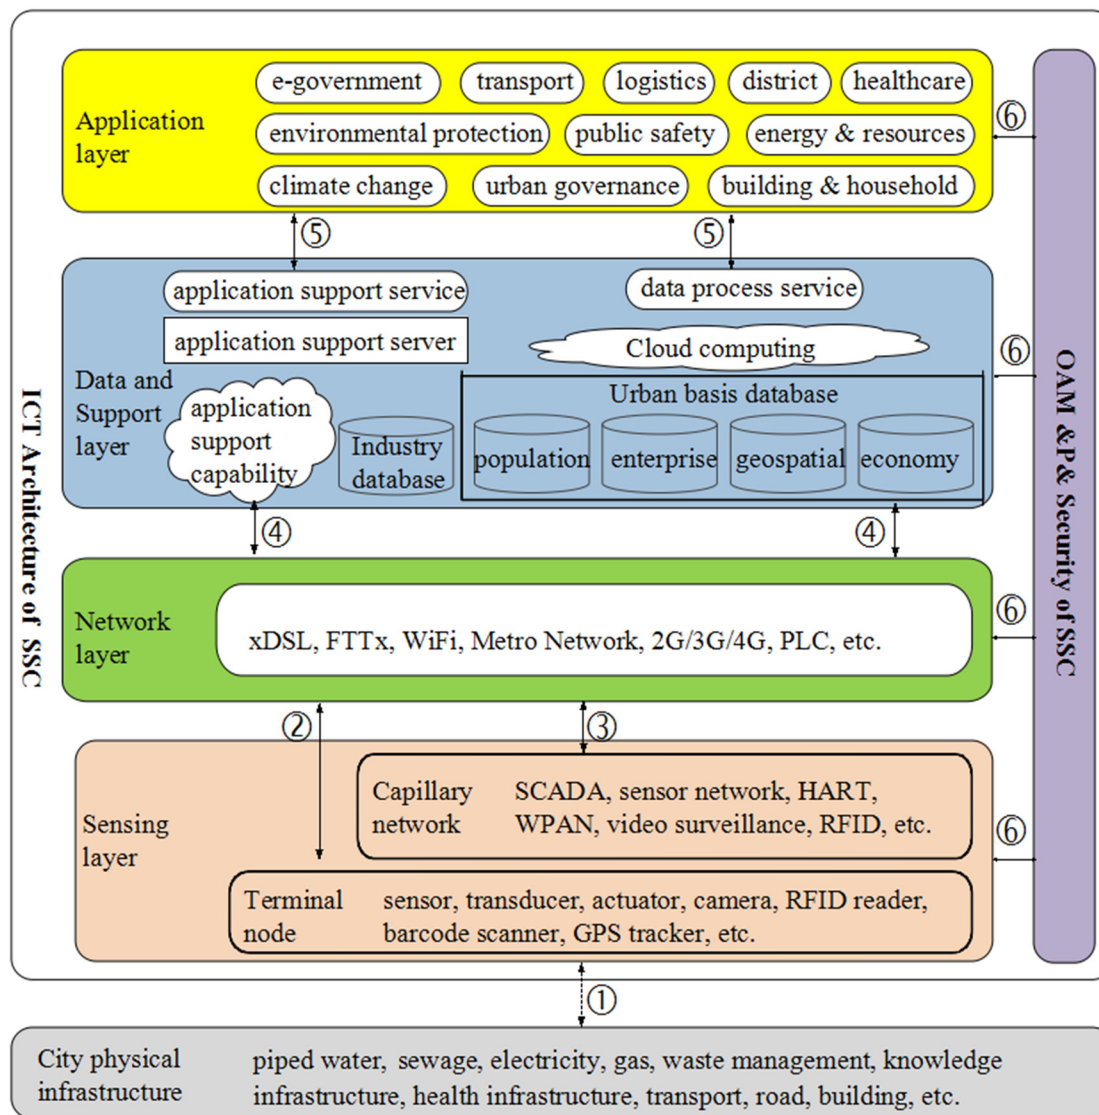 ICT Architecture of SSC
Application
layer
e-government
transport
logistics
district
healthcare
environmental protection
public safety
energy & resources
climate change
urban governance
building & household
⑥
⑤
⑤
Data and
Support
layer
application support service
data process service
application support server
Cloud computing
application
support
capability
Industry
database
Urban basis database
population
enterprise
geospatial
economy
⑥
④
④
Network
layer
xDSL, FTTx, WiFi, Metro Network, 2G/3G/4G, PLC, etc.
⑥
②
③
Sensing
layer
Capillary
network
SCADA, sensor network, HART,
WPAN, video surveillance, RFID, etc.
⑥
Terminal
node
sensor, transducer, actuator, camera, RFID reader,
barcode scanner, GPS tracker, etc.
OAM &P& Security of SSC
①
City physical
infrastructure
piped water, sewage, electricity, gas, waste management, knowledge
infrastructure, health infrastructure, transport, road, building, etc.